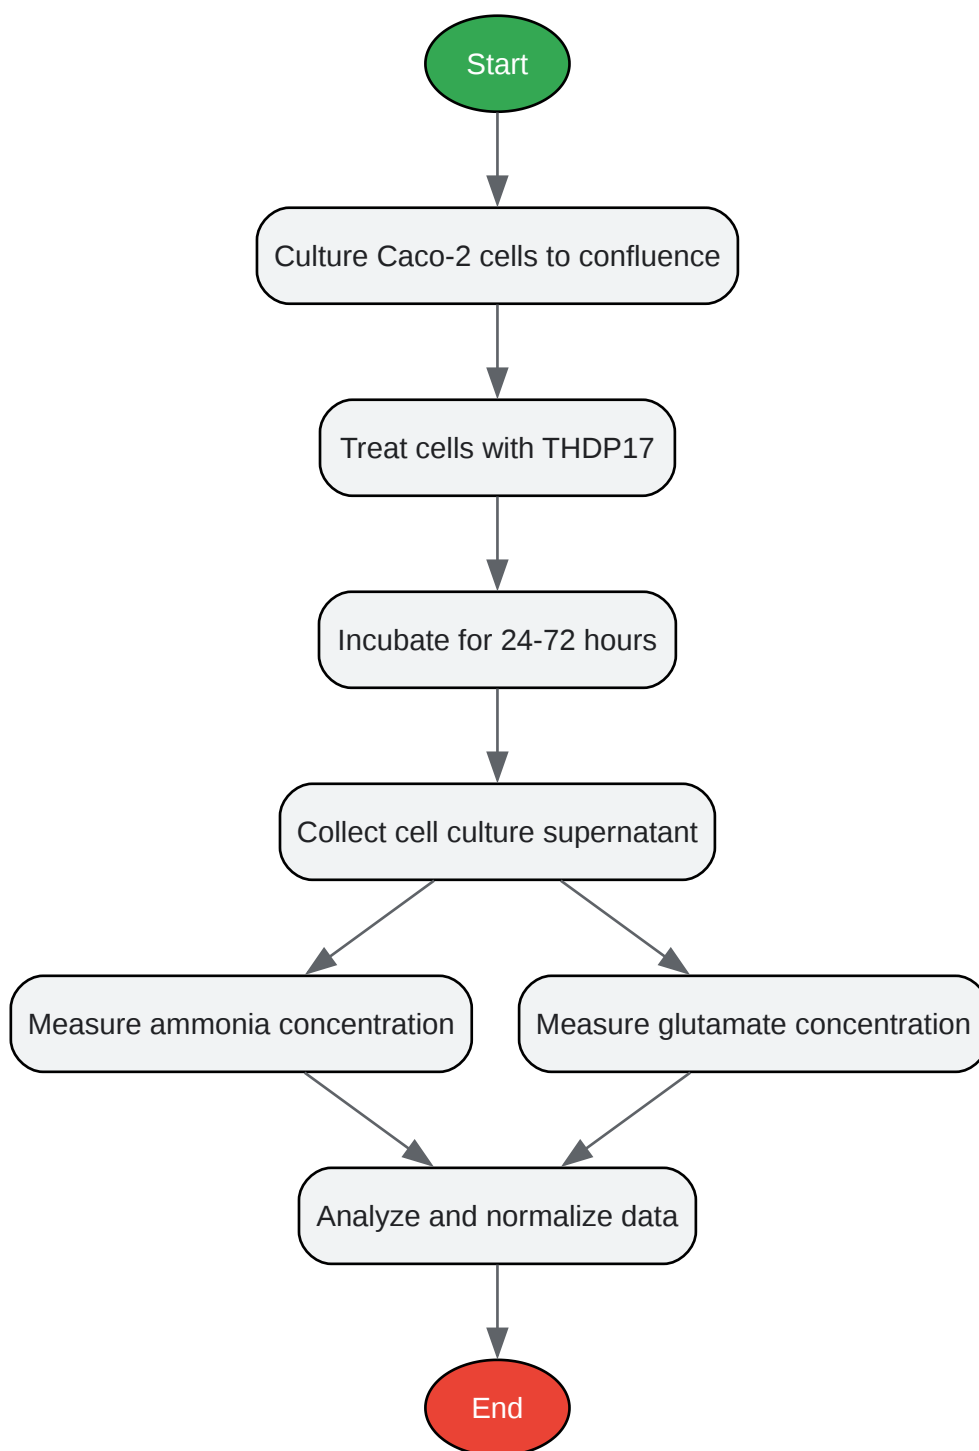 Start
Culture Caco-2 cells to confluence
Treat cells with THDP17
Incubate for 24-72 hours
Collect cell culture supernatant
Measure ammonia concentration
Measure glutamate concentration
Analyze and normalize data
End